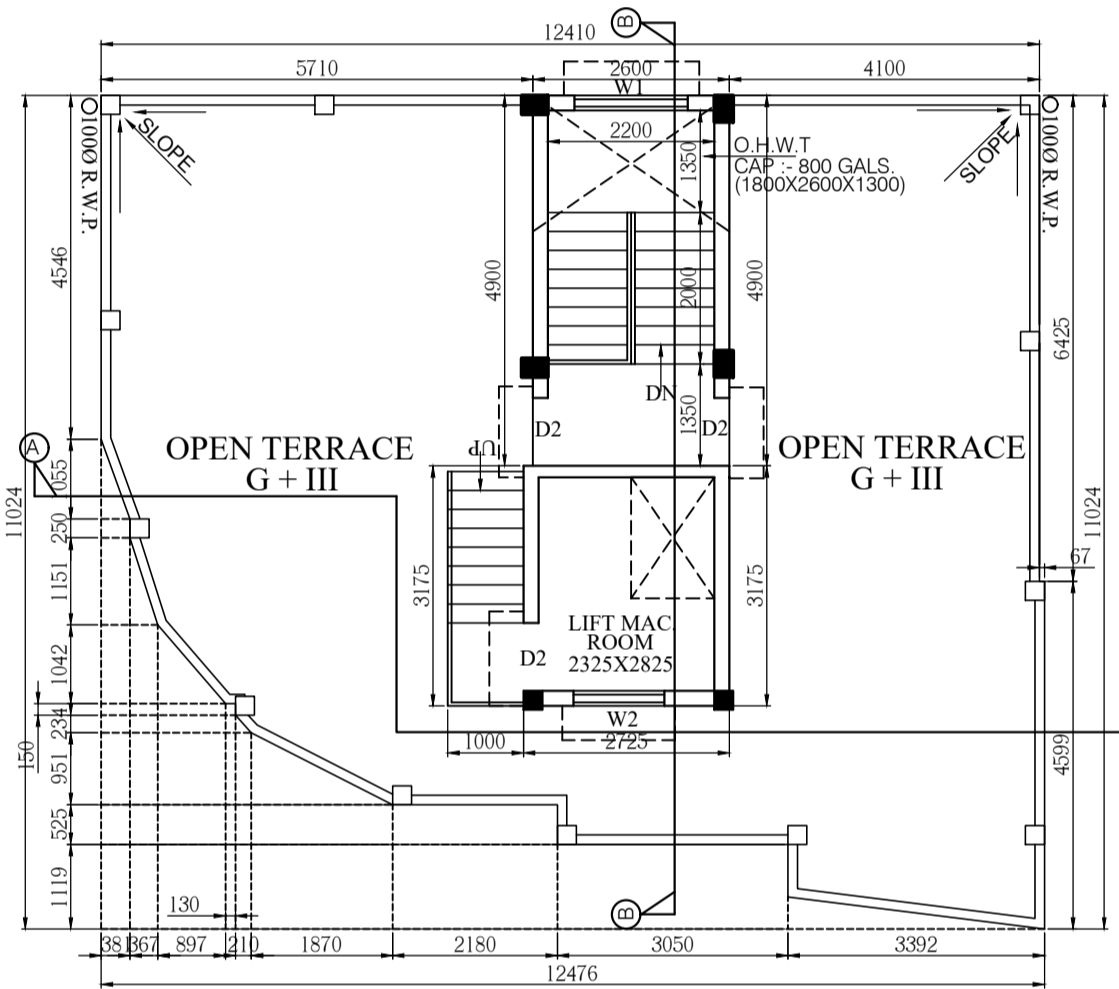 B
12410
5710
2600
4100
W1
O100Ø R.W.P.
SLOPE
2200
1350
O.H.W.T
CAP :- 800 GALS.
(1800X2600X1300)
SLOPE
O100Ø R.W.P.
4546
4900
2000
4900
6425
DN
1350
D2
D2
A
UP
OPEN TERRACE
G + III
OPEN TERRACE
G + III
11024
1055
250
1151
1042
234
150
951
525
1119
11024
67
4599
3175
3175
LIFT MAC.
ROOM
2325X2825
D2
W2
1000
2725
130
B
381
367
897
210
1870
2180
3050
3392
12476